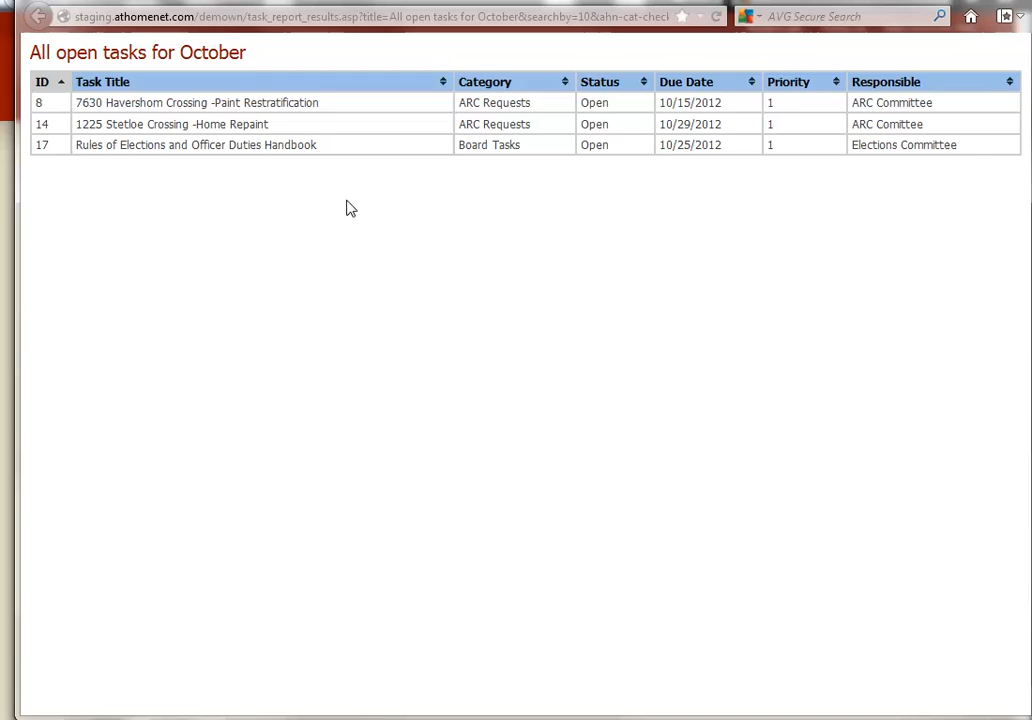 staging.athomenet.com/demown/task_report_results.asp?title=All open tasks for October&searchby=10&ahn-cat-check
AVG Secure Search
All open tasks for October
ID Task Title Category Status Due Date Priority Responsible
8 7630 Havershom Crossing -Paint Restratification ARC Requests Open 10/15/2012 1 ARC Committee
14 1225 Stetloe Crossing -Home Repaint ARC Requests Open 10/29/2012 1 ARC Comittee
17 Rules of Elections and Officer Duties Handbook Board Tasks Open 10/25/2012 1 Elections Committee